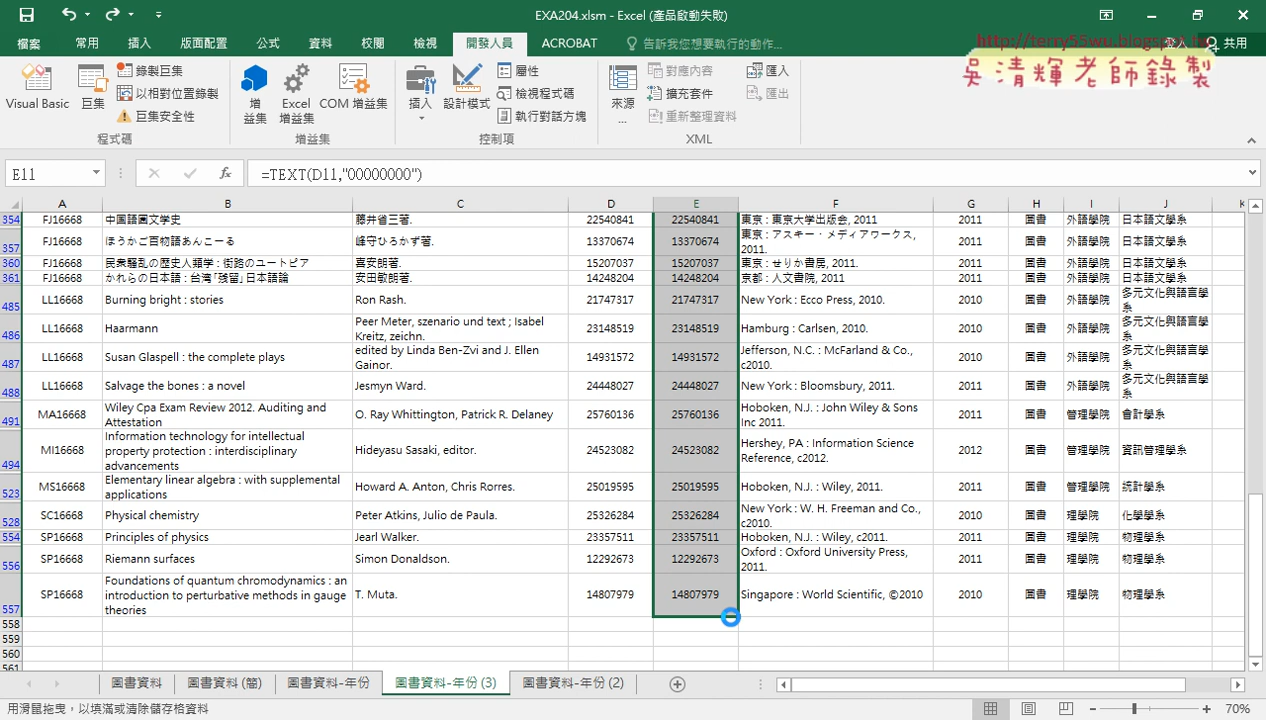 EXA204.xlsm - Excel (產品啟動失敗)
檔案 常用 插入 版面配置 公式 資料 校閱 檢視 開發人員 ACROBAT 告訴我您想要執行的動作... 登入 共用
http://terry55wu.blogspot.tw
吳清輝老師錄製
Visual Basic 巨集 錄製巨集 以相對位置錄製 巨集安全性
增益集 Excel 增益集 COM 增益集
插入 設計模式 屬性 檢視程式碼 執行對話方塊
來源... 對應內容 擴充套件 重新整理資料 匯入 匯出
程式碼 增益集 控制項 XML
E11 fx =TEXT(D11,"00000000")
A B C D E F G H I J K
354 FJ16668 中国語圏文学史 藤井省三著. 22540841 22540841 東京 : 東京大学出版会, 2011 2011 圖書 外語學院 日本語文學系
357 FJ16668 ほうかご百物語あんこーる 峰守ひろかず著. 13370674 13370674 東京 : アスキー・メディアワークス, 2011. 2011 圖書 外語學院 日本語文學系
360 FJ16668 民衆騒乱の歴史人類学 : 街路のユートピア 喜安朗著. 15207037 15207037 東京 : せりか書房, 2011. 2011 圖書 外語學院 日本語文學系
361 FJ16668 かれらの日本語 : 台湾「残留」日本語論 安田敏朗著. 14248204 14248204 京都 : 人文書院, 2011 2011 圖書 外語學院 日本語文學系
485 LL16668 Burning bright : stories Ron Rash. 21747317 21747317 New York : Ecco Press, 2010. 2010 圖書 外語學院 多元文化與語言學系
486 LL16668 Haarmann Peer Meter, szenario und text ; Isabel Kreitz, zeichn. 23148519 23148519 Hamburg : Carlsen, 2010. 2010 圖書 外語學院 多元文化與語言學系
487 LL16668 Susan Glaspell : the complete plays edited by Linda Ben-Zvi and J. Ellen Gainor. 14931572 14931572 Jefferson, N.C. : McFarland & Co., c2010. 2010 圖書 外語學院 多元文化與語言學系
488 LL16668 Salvage the bones : a novel Jesmyn Ward. 24448027 24448027 New York : Bloomsbury, 2011. 2011 圖書 外語學院 多元文化與語言學系
491 MA16668 Wiley Cpa Exam Review 2012. Auditing and Attestation O. Ray Whittington, Patrick R. Delaney 25760136 25760136 Hoboken, N.J. : John Wiley & Sons Inc 2011. 2011 圖書 管理學院 會計學系
494 MI16668 Information technology for intellectual property protection : interdisciplinary advancements Hideyasu Sasaki, editor. 24523082 24523082 Hershey, PA : Information Science Reference, c2012. 2012 圖書 管理學院 資訊管理學系
523 MS16668 Elementary linear algebra : with supplemental applications Howard A. Anton, Chris Rorres. 25019595 25019595 Hoboken, N.J. : Wiley, 2011. 2011 圖書 管理學院 統計學系
528 SC16668 Physical chemistry Peter Atkins, Julio de Paula. 25326284 25326284 New York : W. H. Freeman and Co., c2010. 2010 圖書 理學院 化學學系
554 SP16668 Principles of physics Jearl Walker. 23357511 23357511 Hoboken, N.J. : Wiley, c2011. 2011 圖書 理學院 物理學系
556 SP16668 Riemann surfaces Simon Donaldson. 12292673 12292673 Oxford : Oxford University Press, 2011. 2011 圖書 理學院 物理學系
557 SP16668 Foundations of quantum chromodynamics : an introduction to perturbative methods in gauge theories T. Muta. 14807979 14807979 Singapore : World Scientific, ©2010 2010 圖書 理學院 物理學系
558
559
560
561
圖書資料 圖書資料 (簡) 圖書資料-年份 圖書資料-年份 (3) 圖書資料-年份 (2)
用滑鼠拖曳，以填滿或清除儲存格資料 70%